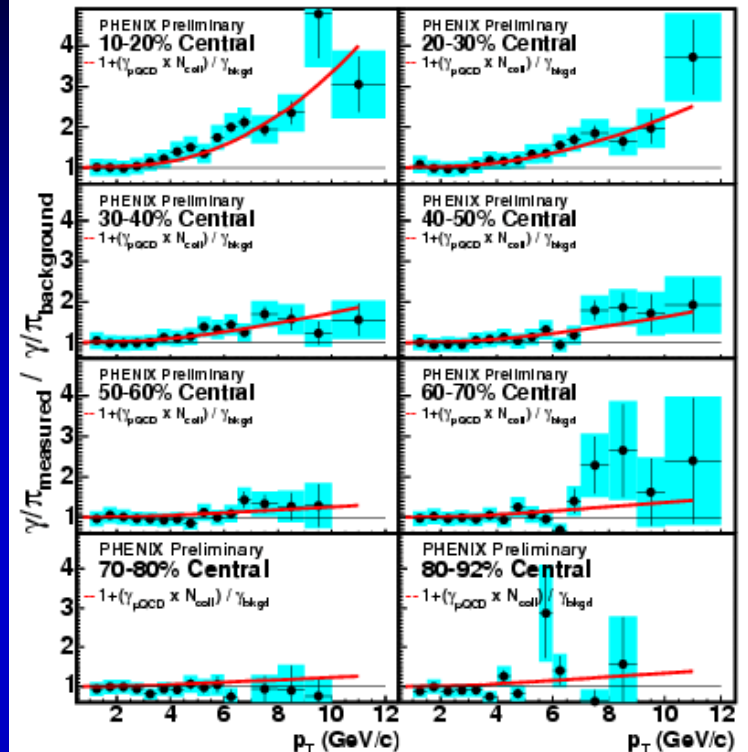 γ/π measured / γ/π background
PHENIX Preliminary
10-20% Central
1+(γpQCD x Ncoll) / γbkgd
PHENIX Preliminary
20-30% Central
1+(γpQCD x Ncoll) / γbkgd
4
3
2
1
PHENIX Preliminary
30-40% Central
1+(γpQCD x Ncoll) / γbkgd
PHENIX Preliminary
40-50% Central
1+(γpQCD x Ncoll) / γbkgd
4
3
2
1
PHENIX Preliminary
50-60% Central
1+(γpQCD x Ncoll) / γbkgd
PHENIX Preliminary
60-70% Central
1+(γpQCD x Ncoll) / γbkgd
4
3
2
1
PHENIX Preliminary
70-80% Central
1+(γpQCD x Ncoll) / γbkgd
PHENIX Preliminary
80-92% Central
1+(γpQCD x Ncoll) / γbkgd
4
3
2
1
2 4 6 8 10 12 2 4 6 8 10 12
pT (GeV/c) pT (GeV/c)